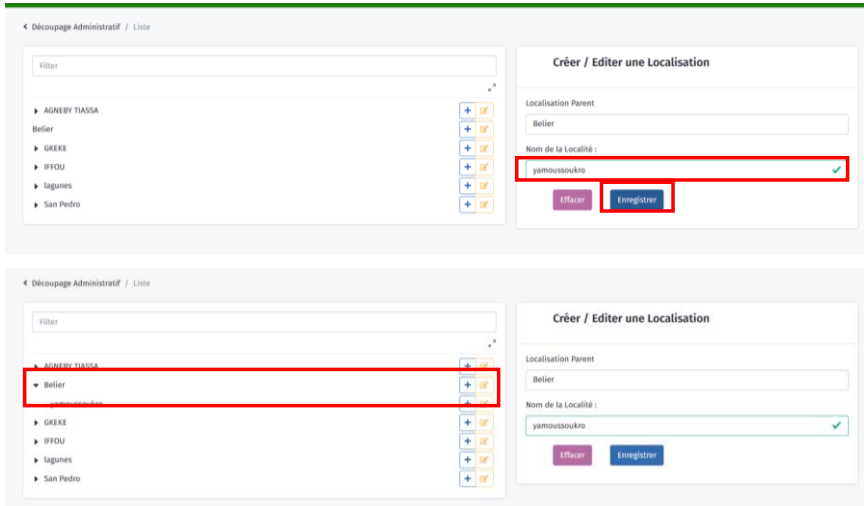 Découpage Administratif / Liste
Filter
Créer / Editer une Localisation
AGNEBY TIASSA
Belier
GKEKE
IFFOU
lagunes
San Pedro
Localisation Parent
Belier
Nom de la Localité :
yamoussoukro
Effacer Enregistrer
Découpage Administratif / Liste
Filter
Créer / Editer une Localisation
AGNEBY TIASSA
Belier
yamoussoukro
GKEKE
IFFOU
lagunes
San Pedro
Localisation Parent
Belier
Nom de la Localité :
yamoussoukro
Effacer Enregistrer